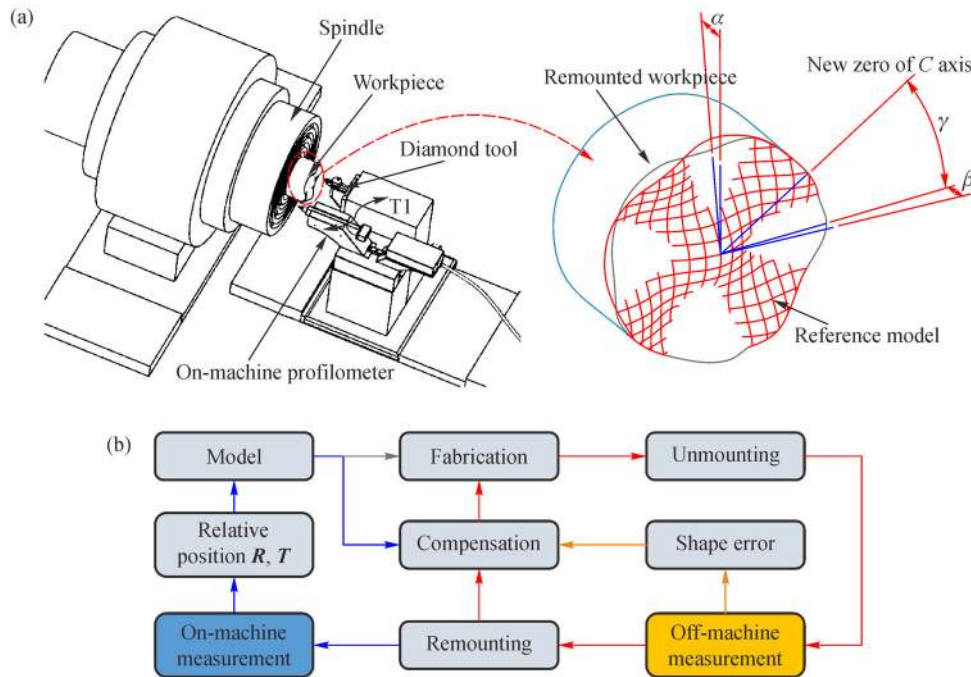 (a)
Spindle
Workpiece
Diamond tool
T1
On-machine profilometer
α
Remounted workpiece
New zero of C axis
γ
β
Reference model
(b)
Model
Fabrication
Unmounting
Relative
position R, T
Compensation
Shape error
On-machine
measurement
Remounting
Off-machine
measurement